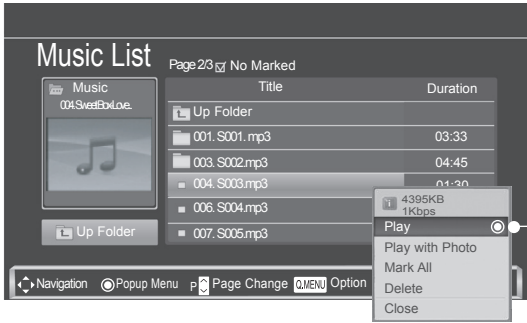 Music List
Page 2/3 No Marked
Music
004.SweetBoxLove..
Up Folder
Title Duration
Up Folder
001. S001. mp3 03:33
003. S002.mp3 04:45
004. S003.mp3 01:30
006. S004.mp3
007. S005.mp3
4395KB
1Kbps
Play
Play with Photo
Mark All
Delete
Close
Navigation Popup Menu P Page Change Q.MENU Option